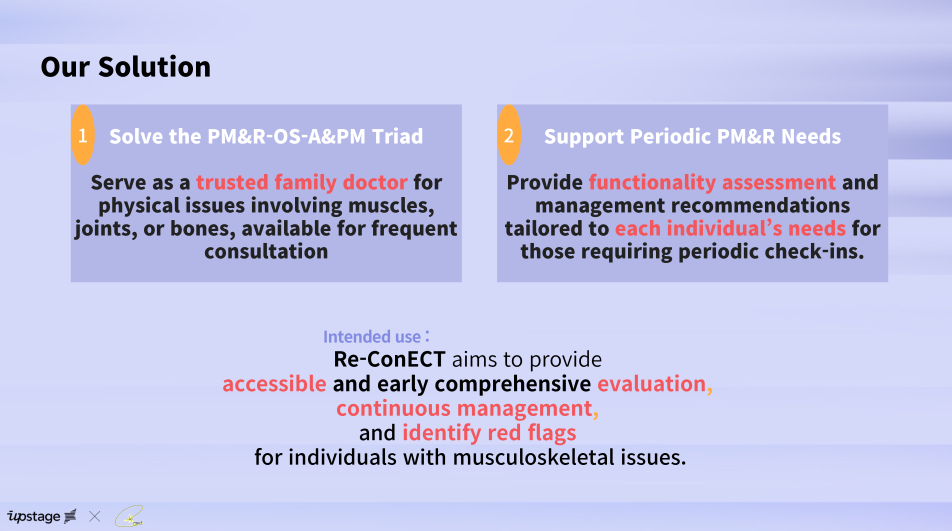 Our Solution
1
Solve the PM&R-OS-A&PM Triad
Serve as a trusted family doctor for
physical issues involving muscles,
joints, or bones, available for frequent
consultation
2
Support Periodic PM&R Needs
Provide functionality assessment and
management recommendations
tailored to each individual’s needs for
those requiring periodic check-ins.
Intended use :
Re-ConECT aims to provide
accessible and early comprehensive evaluation,
continuous management,
and identify red flags
for individuals with musculoskeletal issues.
upstage